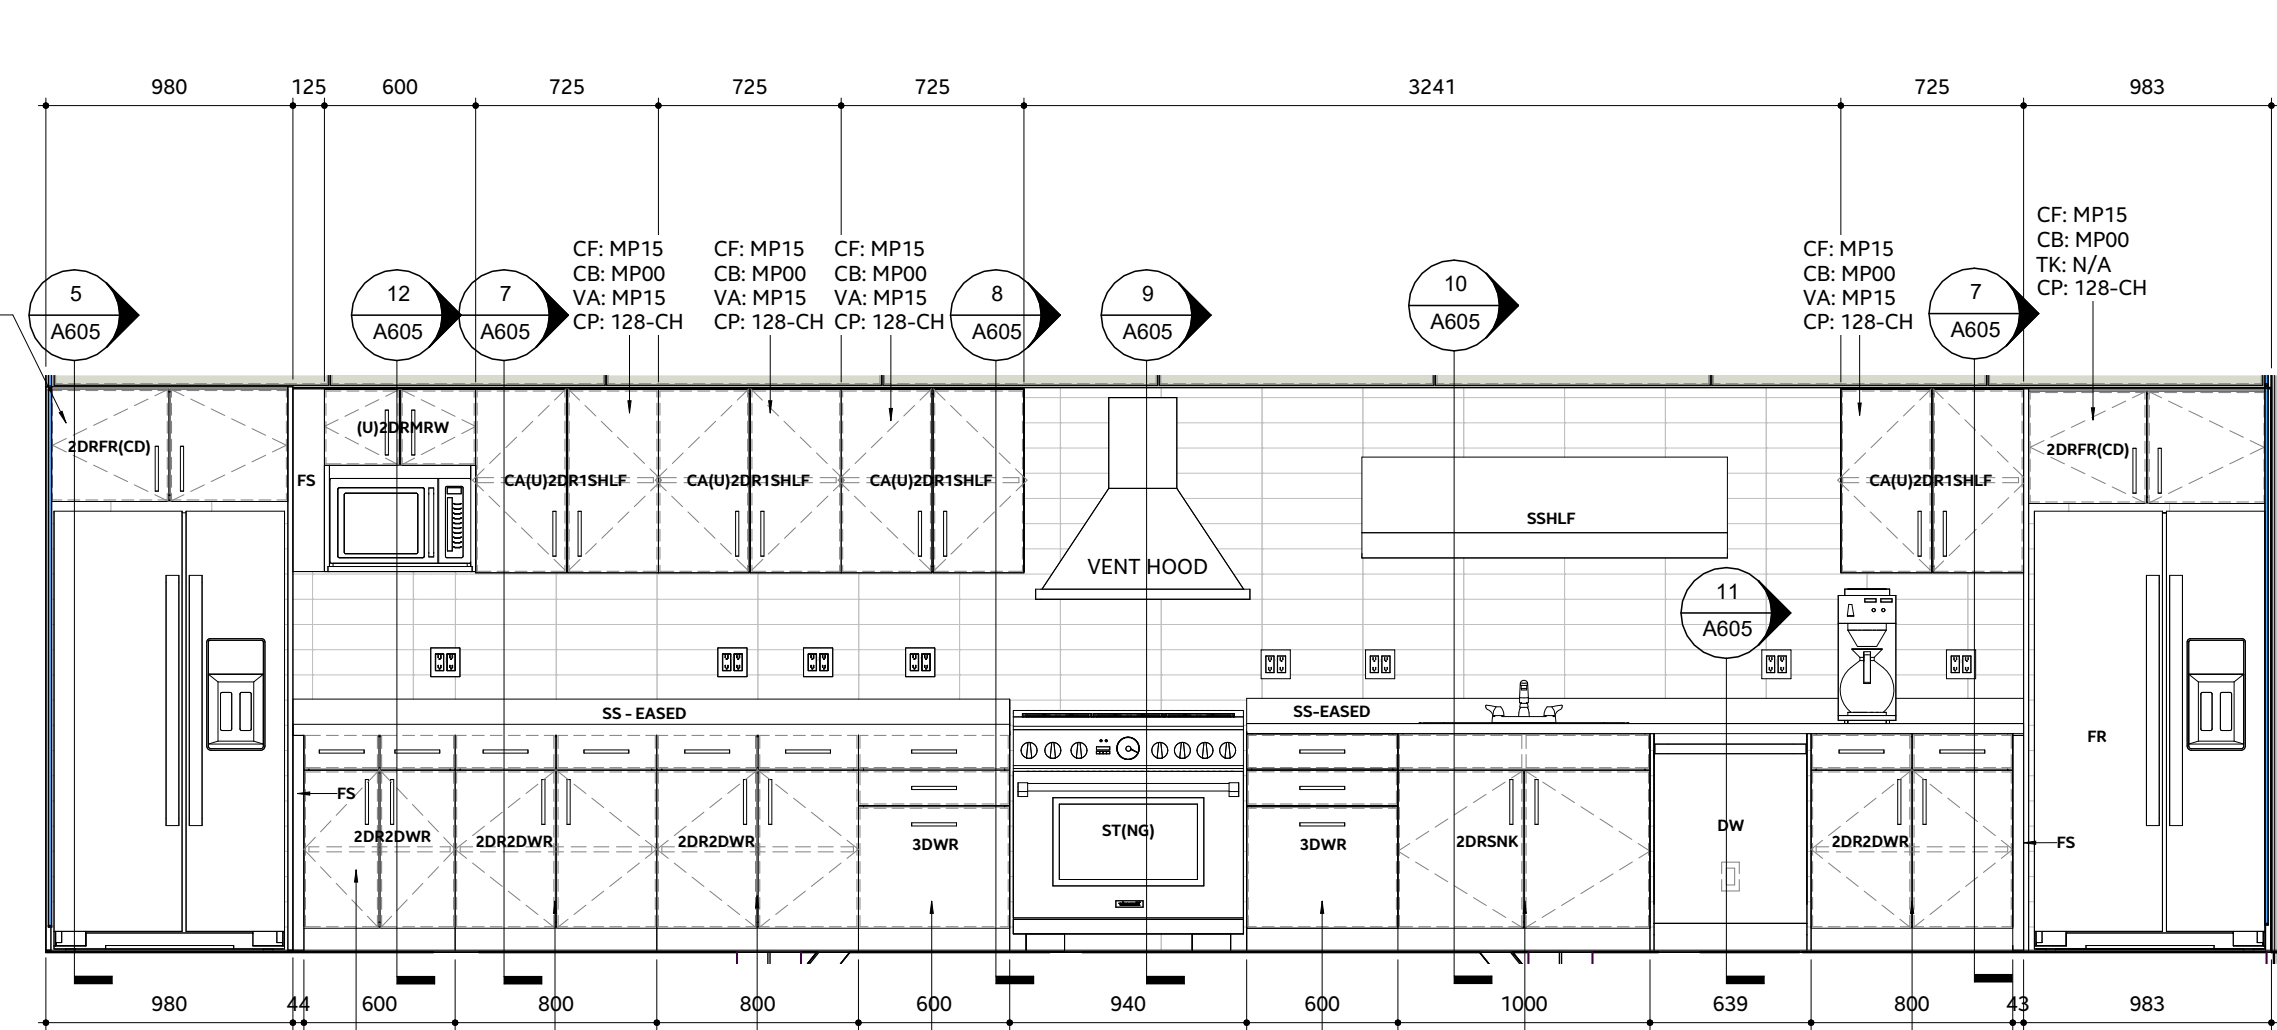 980 125 600 725 725 725 3241 725 983
CF: MP15
CB: MP00
TK: N/A
CP: 128-CH
CF: MP15
CB: MP00
VA: MP15
CP: 128-CH
CF: MP15
CB: MP00
VA: MP15
CP: 128-CH
CF: MP15
CB: MP00
VA: MP15
CP: 128-CH
CF: MP15
CB: MP00
VA: MP15
CP: 128-CH
5
A605
12
A605
7
A605
8
A605
9
A605
10
A605
7
A605
2DRFR(CD)
(U)2DRMRW
2DRFR(CD)
FS
CA(U)2DR1SHLF
CA(U)2DR1SHLF
CA(U)2DR1SHLF
CA(U)2DR1SHLF
SSHLF
VENT HOOD
11
A605
SS - EASED
SS-EASED
FR
FS
2DR2DWR
2DR2DWR
2DR2DWR
3DWR
ST(NG)
3DWR
2DRSNK
DW
2DR2DWR
FS
980 44 600 800 800 600 940 600 1000 639 800 43 983